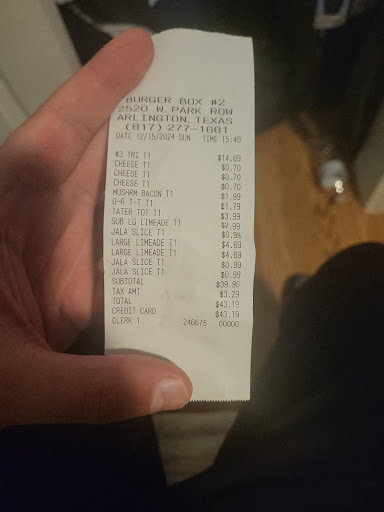 BURGER BOX #2
2520 W. PARK ROW
ARLINGTON, TEXAS
(817) 277-1681
DATE 12/15/2024 SUN TIME 15:49
#3 TRI T1 $14.69
CHEESE T1 $0.70
CHEESE T1 $0.70
CHEESE T1 $0.70
MUSHRM BACON T1 $1.99
O-R T-T T1 $1.79
TATER TOT T1 $3.99
SUB LG LIMEADE T1 $2.99
JALA SLICE T1 $0.99
LARGE LIMEADE T1 $4.69
LARGE LIMEADE T1 $4.69
JALA SLICE T1 $0.99
JALA SLICE T1 $0.99
SUBTOTAL $39.90
TAX AMT $3.29
TOTAL $43.19
CREDIT CARD $43.19
CLERK 1 246675 00000